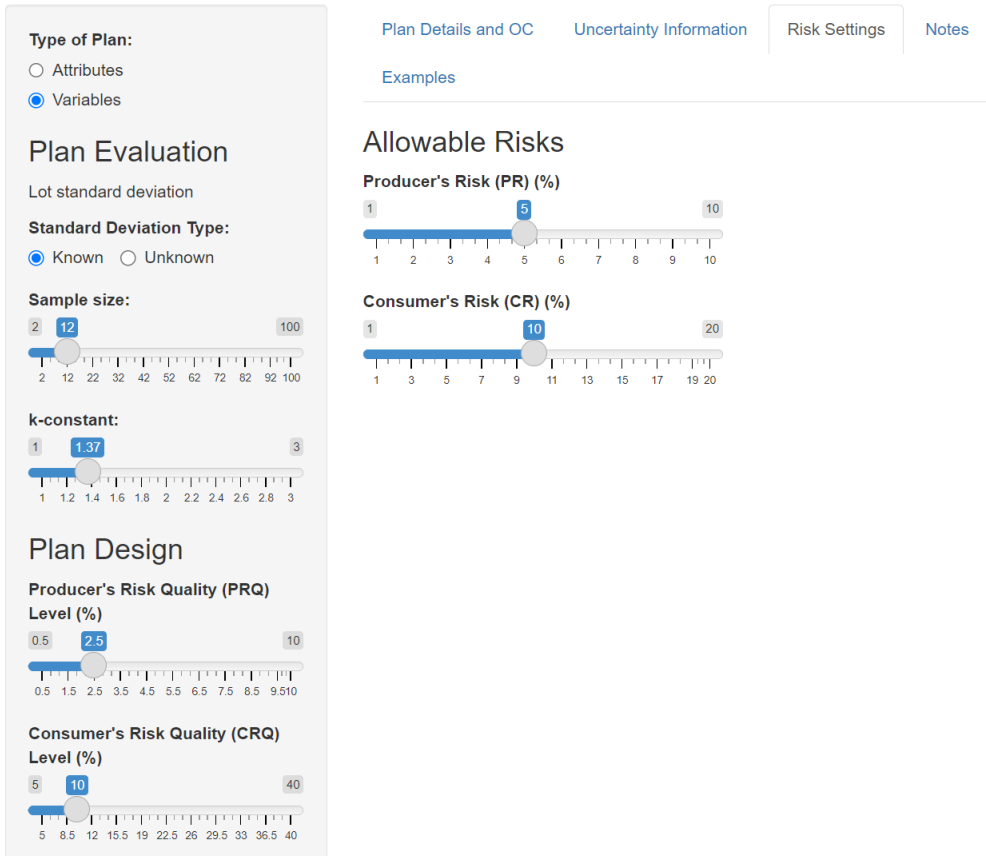 Type of Plan:
Attributes
Variables
Plan Evaluation
Lot standard deviation
Standard Deviation Type:
Known Unknown
Sample size:
2 12 100
2 12 22 32 42 52 62 72 82 92 100
k-constant:
1 1.37 3
1 1.2 1.4 1.6 1.8 2 2.2 2.4 2.6 2.8 3
Plan Design
Producer's Risk Quality (PRQ)
Level (%)
0.5 2.5 10
0.5 1.5 2.5 3.5 4.5 5.5 6.5 7.5 8.5 9.5 10
Consumer's Risk Quality (CRQ)
Level (%)
5 10 40
5 8.5 12 15.5 19 22.5 26 29.5 33 36.5 40
Plan Details and OC Uncertainty Information Risk Settings Notes
Examples
Allowable Risks
Producer's Risk (PR) (%)
1 5 10
1 2 3 4 5 6 7 8 9 10
Consumer's Risk (CR) (%)
1 10 20
1 3 5 7 9 11 13 15 17 19 20